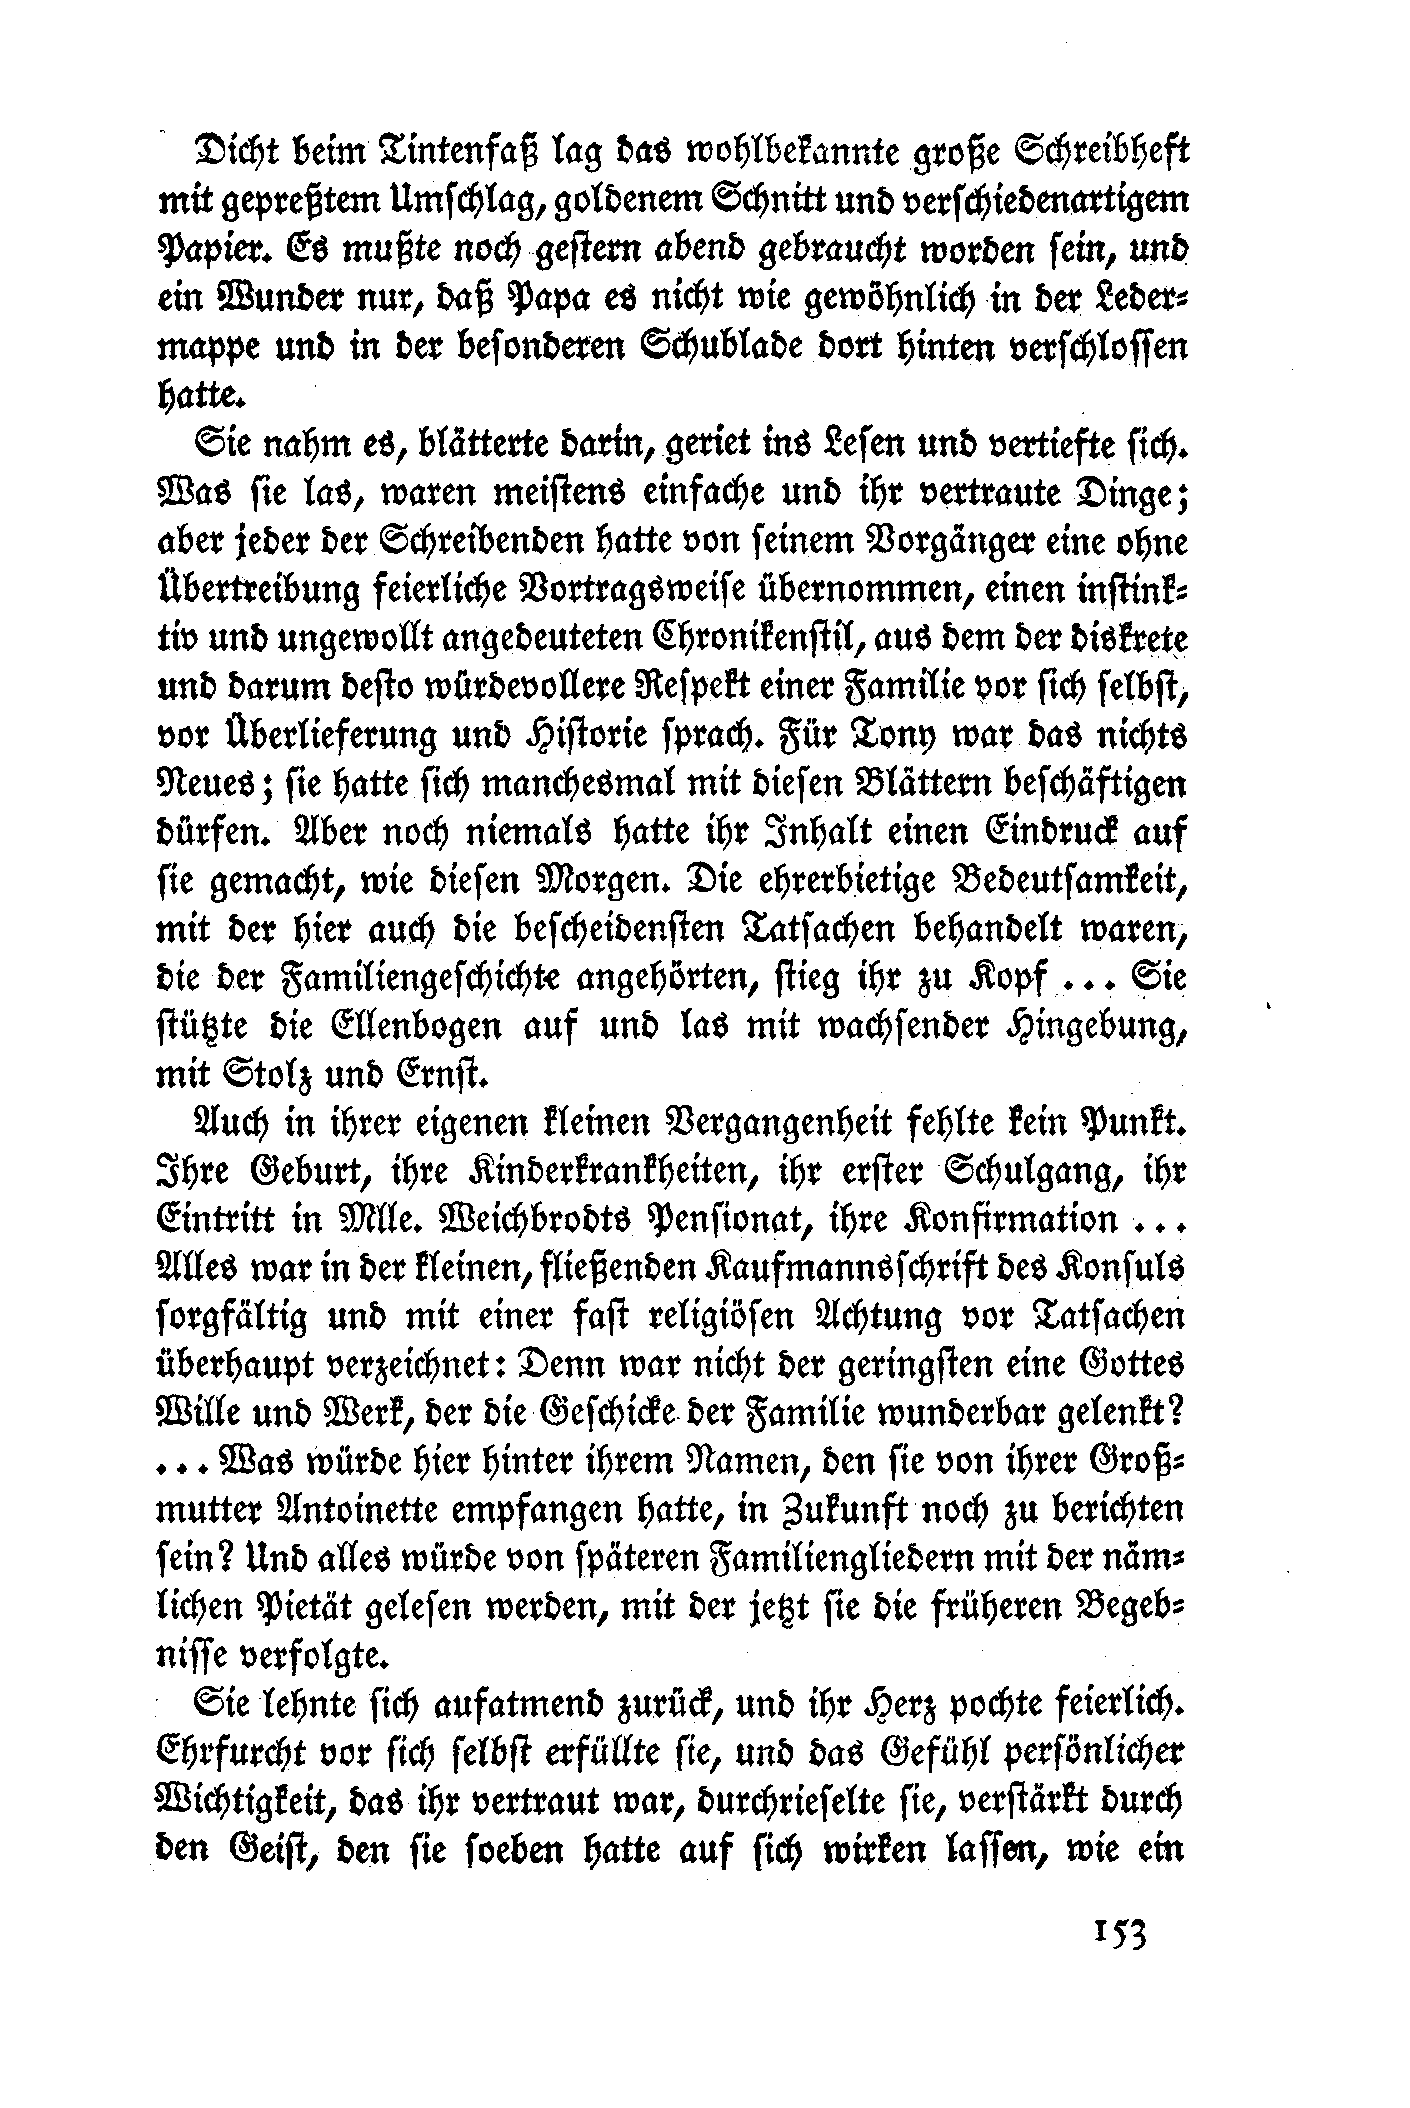 Dicht beim Tintenfaß lag das wohlbekannte große Schreibheft
mit gepreßtem Umschlag, goldenem Schnitt und verschiedenartigem
Papier. Es mußte noch gestern abend gebraucht worden sein, und
ein Wunder nur, daß Papa es nicht wie gewöhnlich in der Leder-
mappe und in der besonderen Schublade dort hinten verschlossen
hatte.
Sie nahm es, blätterte darin, geriet ins Lesen und vertiefte sich.
Was sie las, waren meistens einfache und ihr vertraute Dinge;
aber jeder der Schreibenden hatte von seinem Vorgänger eine ohne
Übertreibung feierliche Vortragsweise übernommen, einen instink-
tiv und ungewollt angedeuteten Chronikenstil, aus dem der diskrete
und darum desto würdevollere Respekt einer Familie vor sich selbst,
vor Überlieferung und Historie sprach. Für Tony war das nichts
Neues; sie hatte sich manchesmal mit diesen Blättern beschäftigen
dürfen. Aber noch niemals hatte ihr Inhalt einen Eindruck auf
sie gemacht, wie diesen Morgen. Die ehrerbietige Bedeutsamkeit,
mit der hier auch die bescheidensten Tatsachen behandelt waren,
die der Familiengeschichte angehörten, stieg ihr zu Kopf ... Sie
stützte die Ellenbogen auf und las mit wachsender Hingebung,
mit Stolz und Ernst.
Auch in ihrer eigenen kleinen Vergangenheit fehlte kein Punkt.
Ihre Geburt, ihre Kinderkrankheiten, ihr erster Schulgang, ihr
Eintritt in Mlle. Weichbrodts Pensionat, ihre Konfirmation ...
Alles war in der kleinen, fließenden Kaufmannsschrift des Konsuls
sorgfältig und mit einer fast religiösen Achtung vor Tatsachen
überhaupt verzeichnet: Denn war nicht der geringsten eine Gottes
Wille und Werk, der die Geschicke der Familie wunderbar gelenkt?
... Was würde hier hinter ihrem Namen, den sie von ihrer Groß-
mutter Antoinette empfangen hatte, in Zukunft noch zu berichten
sein? Und alles würde von späteren Familiengliedern mit der näm-
lichen Pietät gelesen werden, mit der jetzt sie die früheren Begeb-
nisse verfolgte.
Sie lehnte sich aufatmend zurück, und ihr Herz pochte feierlich.
Ehrfurcht vor sich selbst erfüllte sie, und das Gefühl persönlicher
Wichtigkeit, das ihr vertraut war, durchrieselte sie, verstärkt durch
den Geist, den sie soeben hatte auf sich wirken lassen, wie ein
153